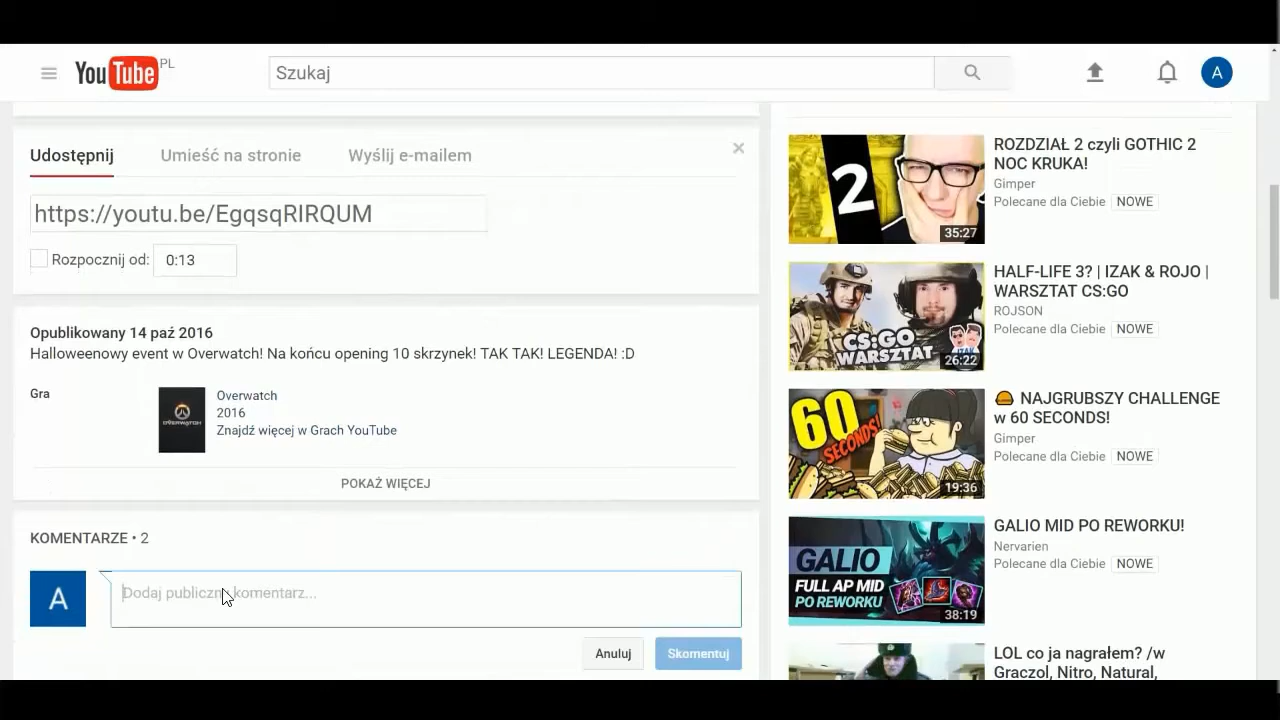 YouTube PL
Szukaj
A
Udostępnij
Umieść na stronie
Wyślij e-mailem
https://youtu.be/EgqsqRIRQUM
Rozpocznij od: 0:13
Opublikowany 14 paź 2016
Halloweenowy event w Overwatch! Na końcu opening 10 skrzynek! TAK TAK! LEGENDA! :D
Gra
OVERWATCH
Overwatch
2016
Znajdź więcej w Grach YouTube
POKAŻ WIĘCEJ
KOMENTARZE • 2
A
Dodaj publiczny komentarz...
Anuluj
Skomentuj
2
35:27
ROZDZIAŁ 2 czyli GOTHIC 2
NOC KRUKA!
Gimper
Polecane dla Ciebie NOWE
CS:GO
WARSZTAT
IZAK
26:22
HALF-LIFE 3? | IZAK & ROJO |
WARSZTAT CS:GO
ROJSON
Polecane dla Ciebie NOWE
60
SECONDS!
19:36
NAJGRUBSZY CHALLENGE
w 60 SECONDS!
Gimper
Polecane dla Ciebie NOWE
GALIO
FULL AP MID
PO REWORKU
38:19
GALIO MID PO REWORKU!
Nervarien
Polecane dla Ciebie NOWE
LOL co ja nagrałem? /w
Graczol, Nitro, Natural,